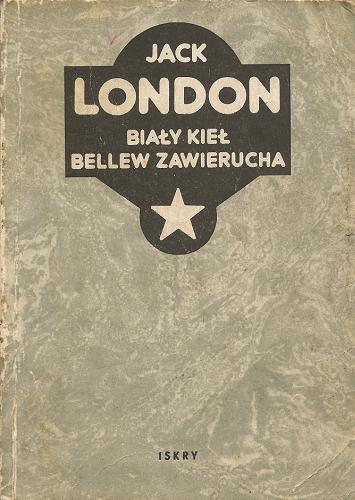 JACK
LONDON
BIAŁY KIEŁ
BELLEW ZAWIERUCHA
ISKRY